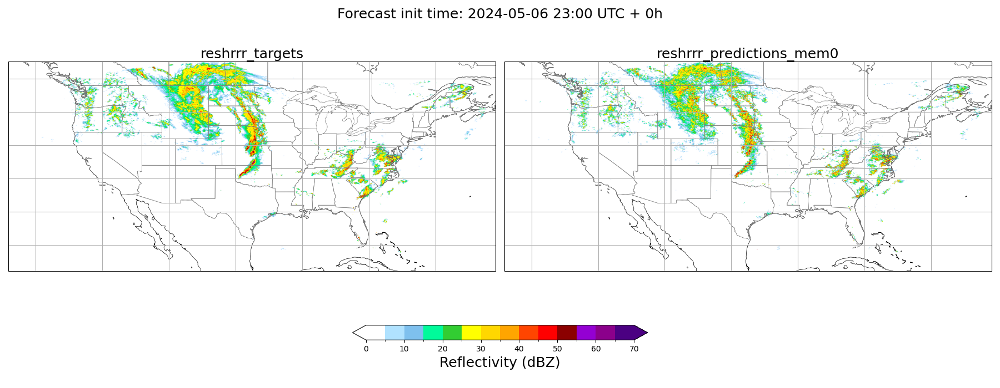 Forecast init time: 2024-05-06 23:00 UTC + 0h
reshrrr_targets
reshrrr_predictions_mem0
0 10 20 30 40 50 60 70
Reflectivity (dBZ)